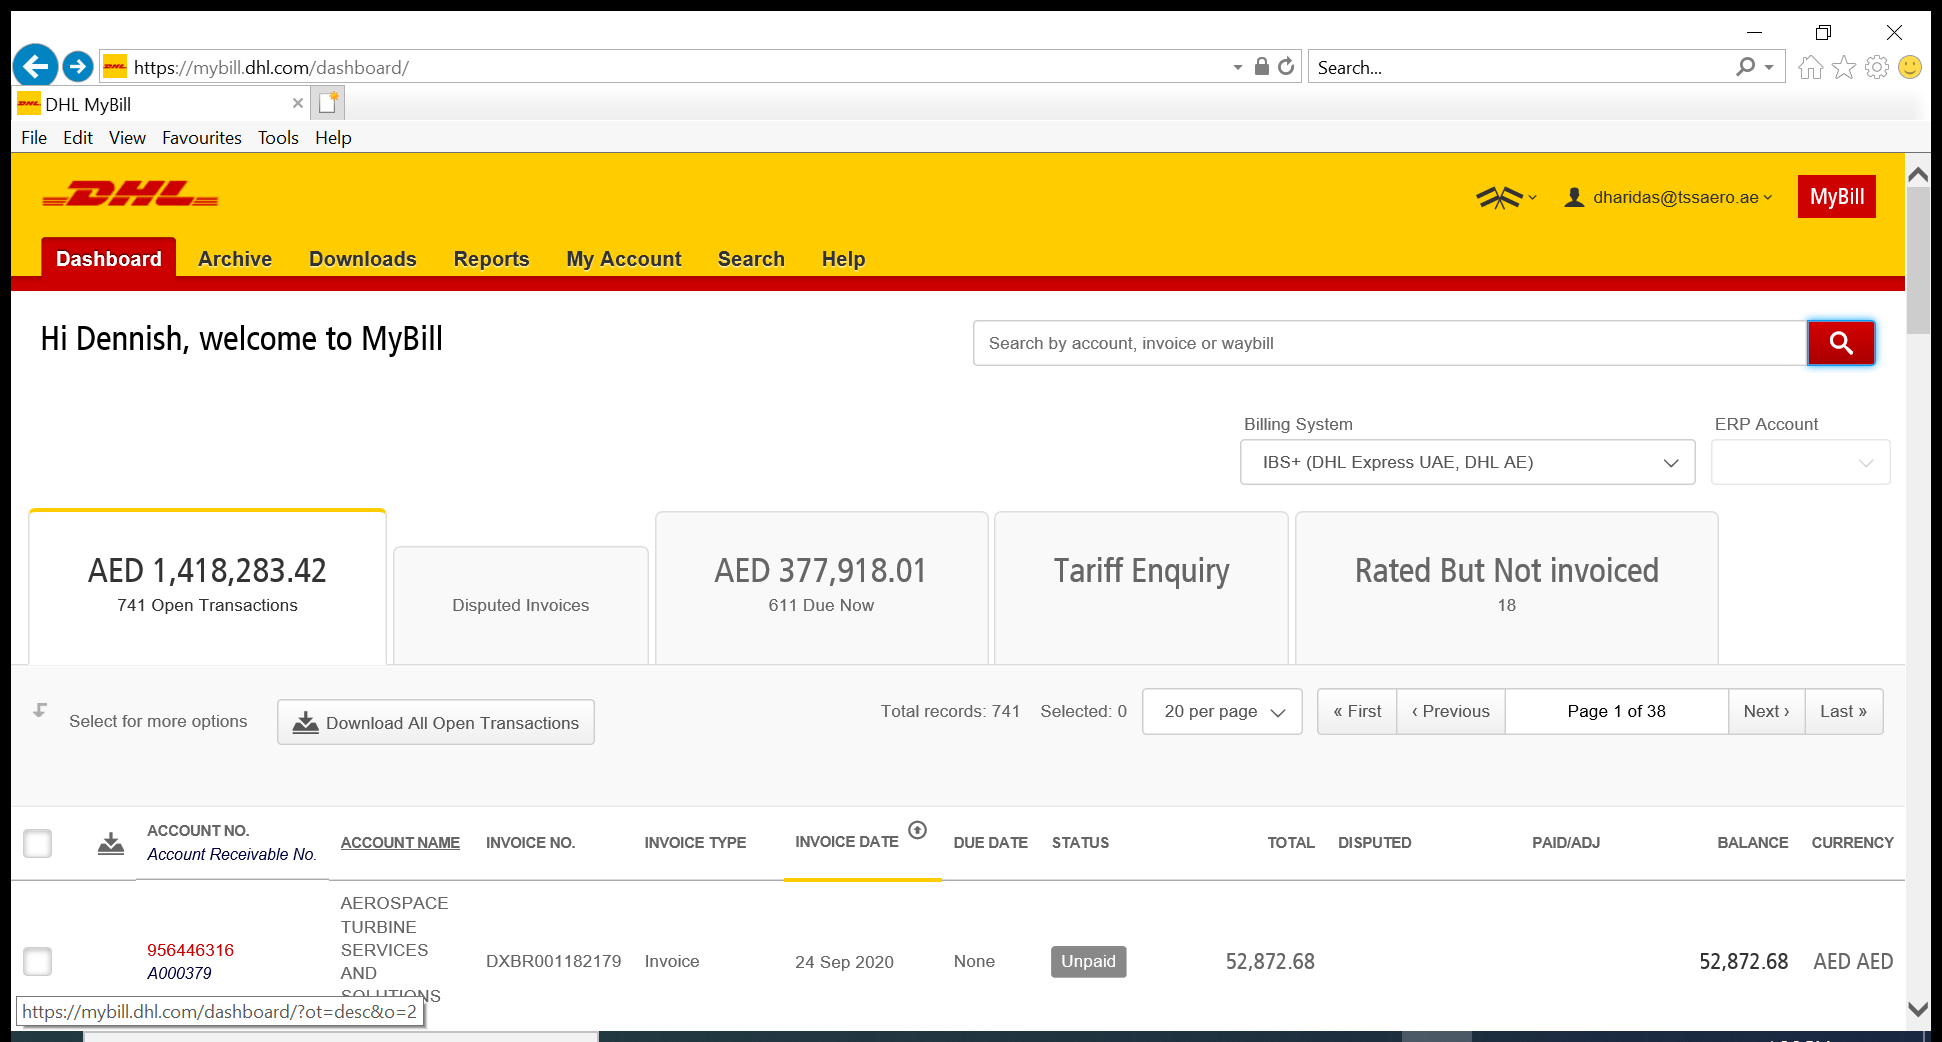 https://mybill.dhl.com/dashboard/
Search...
DHL MyBill
File Edit View Favourites Tools Help
DHL
dharidas@tssaero.ae
MyBill
Dashboard Archive Downloads Reports My Account Search Help
Hi Dennish, welcome to MyBill
Search by account, invoice or waybill
Billing System
ERP Account
IBS+ (DHL Express UAE, DHL AE)
AED 1,418,283.42
741 Open Transactions
Disputed Invoices
AED 377,918.01
611 Due Now
Tariff Enquiry
Rated But Not invoiced
18
Select for more options
Download All Open Transactions
Total records: 741 Selected: 0
20 per page
« First ‹ Previous Page 1 of 38 Next › Last »
ACCOUNT NO.
Account Receivable No.
ACCOUNT NAME
INVOICE NO.
INVOICE TYPE
INVOICE DATE
DUE DATE
STATUS
TOTAL
DISPUTED
PAID/ADJ
BALANCE
CURRENCY
956446316
A000379
AEROSPACE
TURBINE
SERVICES
AND
SOLUTIONS
DXBR001182179
Invoice
24 Sep 2020
None
Unpaid
52,872.68
52,872.68
AED AED
https://mybill.dhl.com/dashboard/?ot=desc&o=2